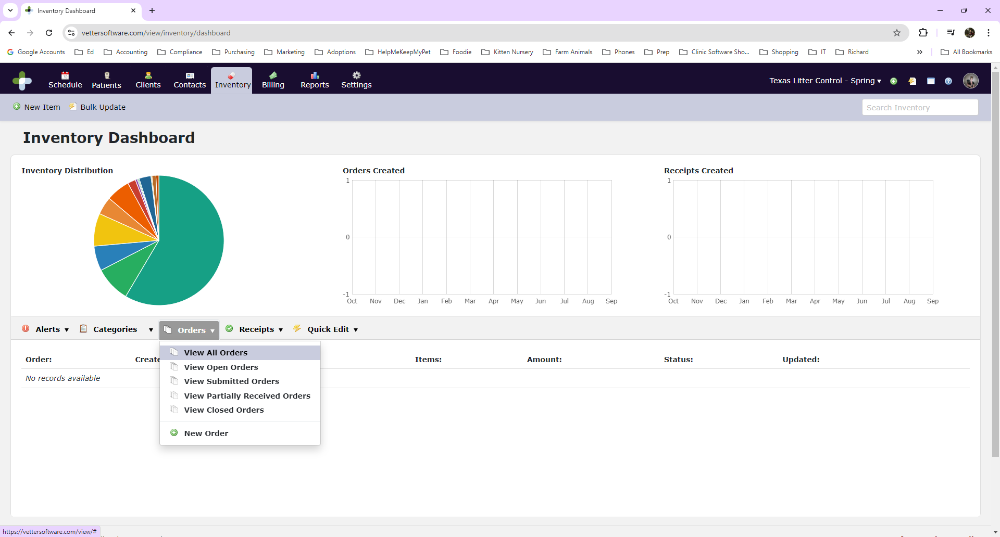 Inventory Dashboard
vettersoftware.com/view/inventory/dashboard
Google Accounts Ed Accounting Compliance Purchasing Marketing Adoptions HelpMeKeepMyPet Foodie Kitten Nursery Farm Animals Phones Prep Clinic Software Sho... Shopping IT Richard » All Bookmarks
Schedule Patients Clients Contacts Inventory Billing Reports Settings Texas Litter Control - Spring ▾
New Item Bulk Update Search Inventory
Inventory Dashboard
Inventory Distribution Orders Created Receipts Created
1 1
0 0
-1 -1
Oct Nov Dec Jan Feb Mar Apr May Jun Jul Aug Sep Oct Nov Dec Jan Feb Mar Apr May Jun Jul Aug Sep
Alerts ▾ Categories ▾ Orders ▾ Receipts ▾ Quick Edit ▾
View All Orders
Order: Create Items: Amount: Status: Updated:
View Open Orders
No records available
View Submitted Orders
View Partially Received Orders
View Closed Orders
New Order
https://vettersoftware.com/view/#